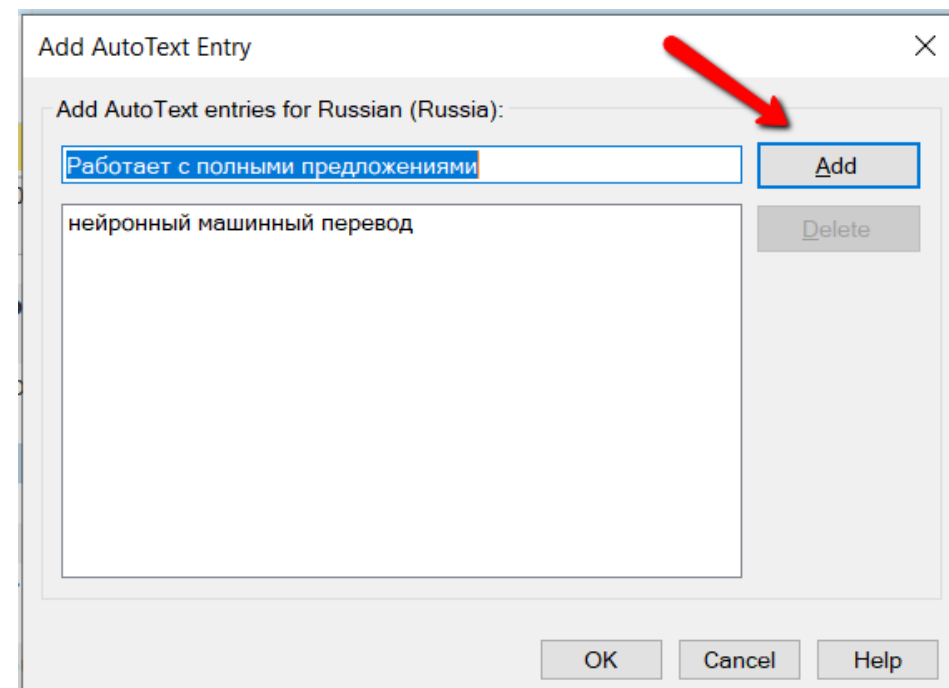 Add AutoText Entry
Add AutoText entries for Russian (Russia):
Работает с полными предложениями
Add
нейронный машинный перевод
Delete
OK
Cancel
Help